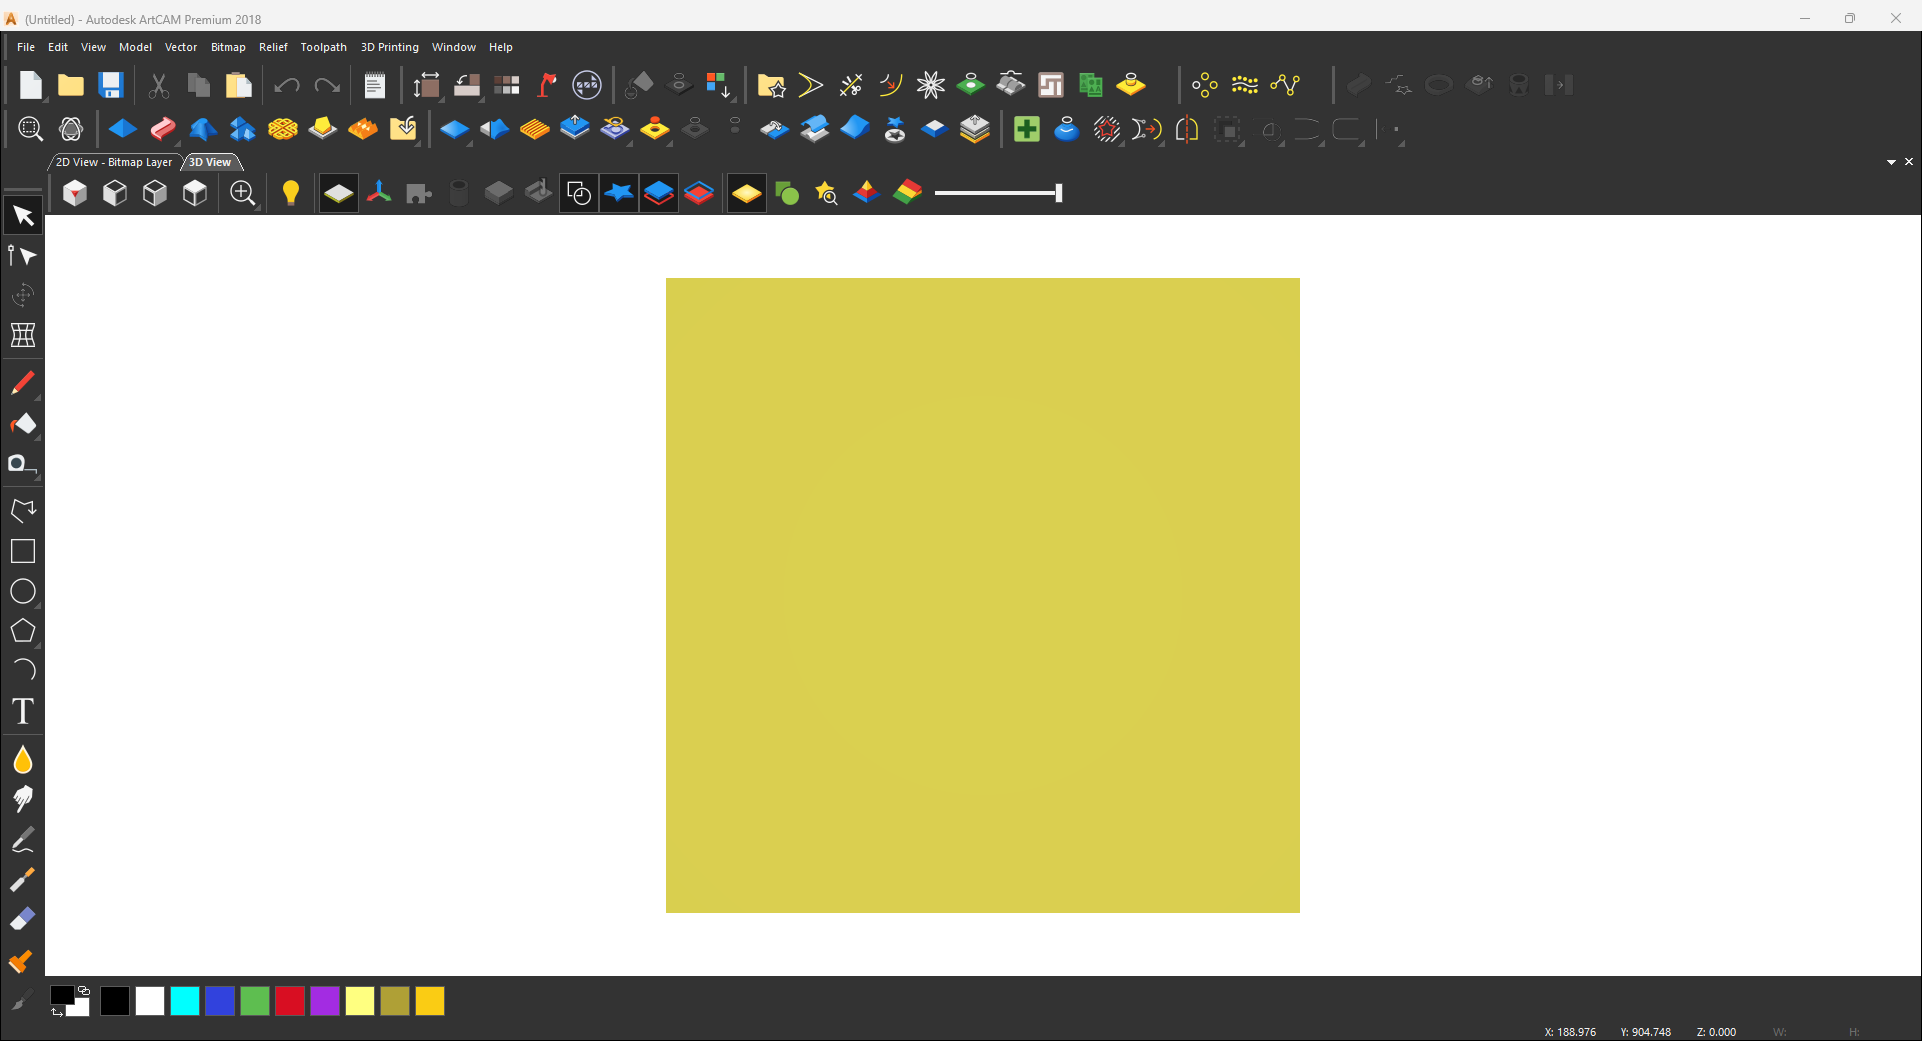 (Untitled) - Autodesk ArtCAM Premium 2018
File Edit View Model Vector Bitmap Relief Toolpath 3D Printing Window Help
2D View - Bitmap Layer 3D View
T
X: 188.976 Y: 904.748 Z: 0.000 W: H: